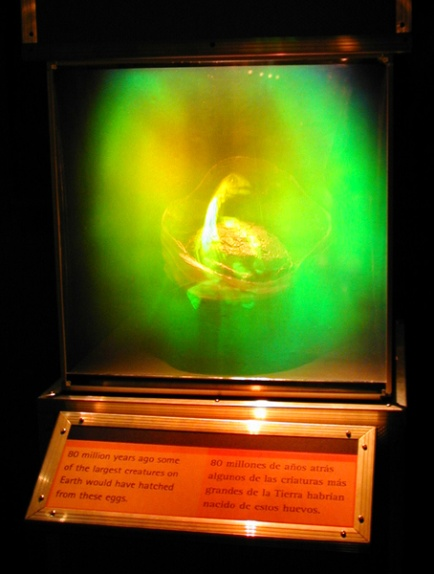 80 million years ago some
of the largest creatures on
Earth would have hatched
from these eggs.
80 millones de años atrás
algunos de las criaturas más
grandes de la Tierra habrían
nacido de estos huevos.